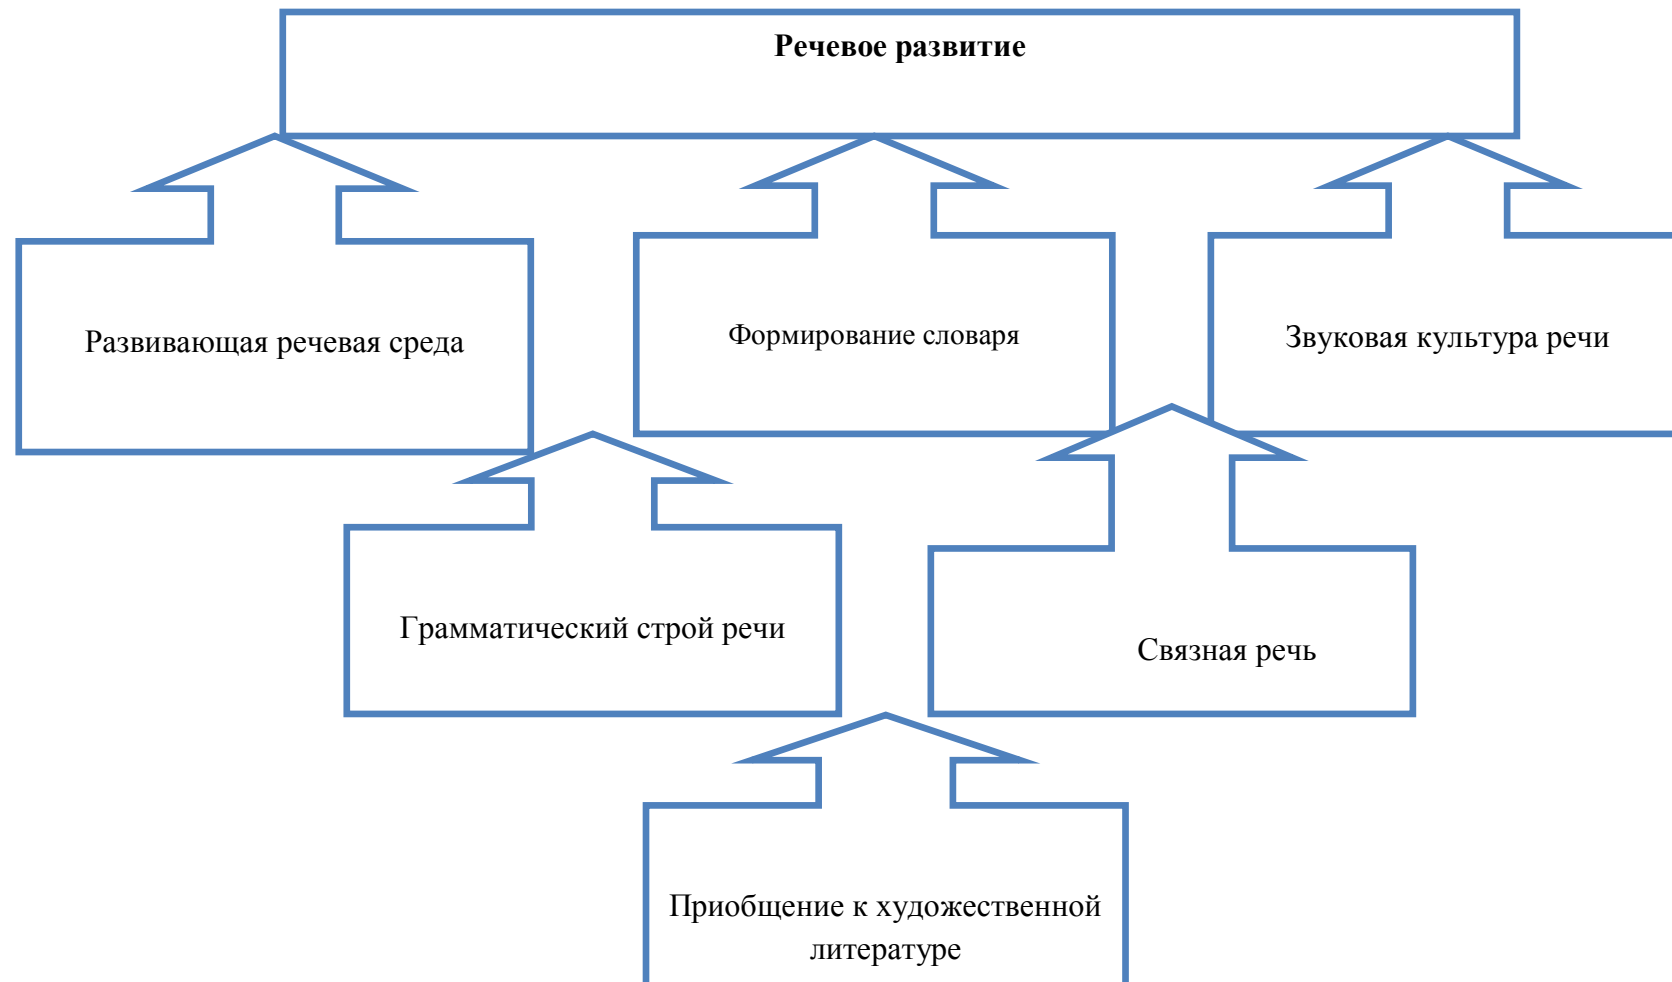 Речевое развитие
Развивающая речевая среда
Формирование словаря
Звуковая культура речи
Грамматический строй речи
Связная речь
Приобщение к художественной
литературе